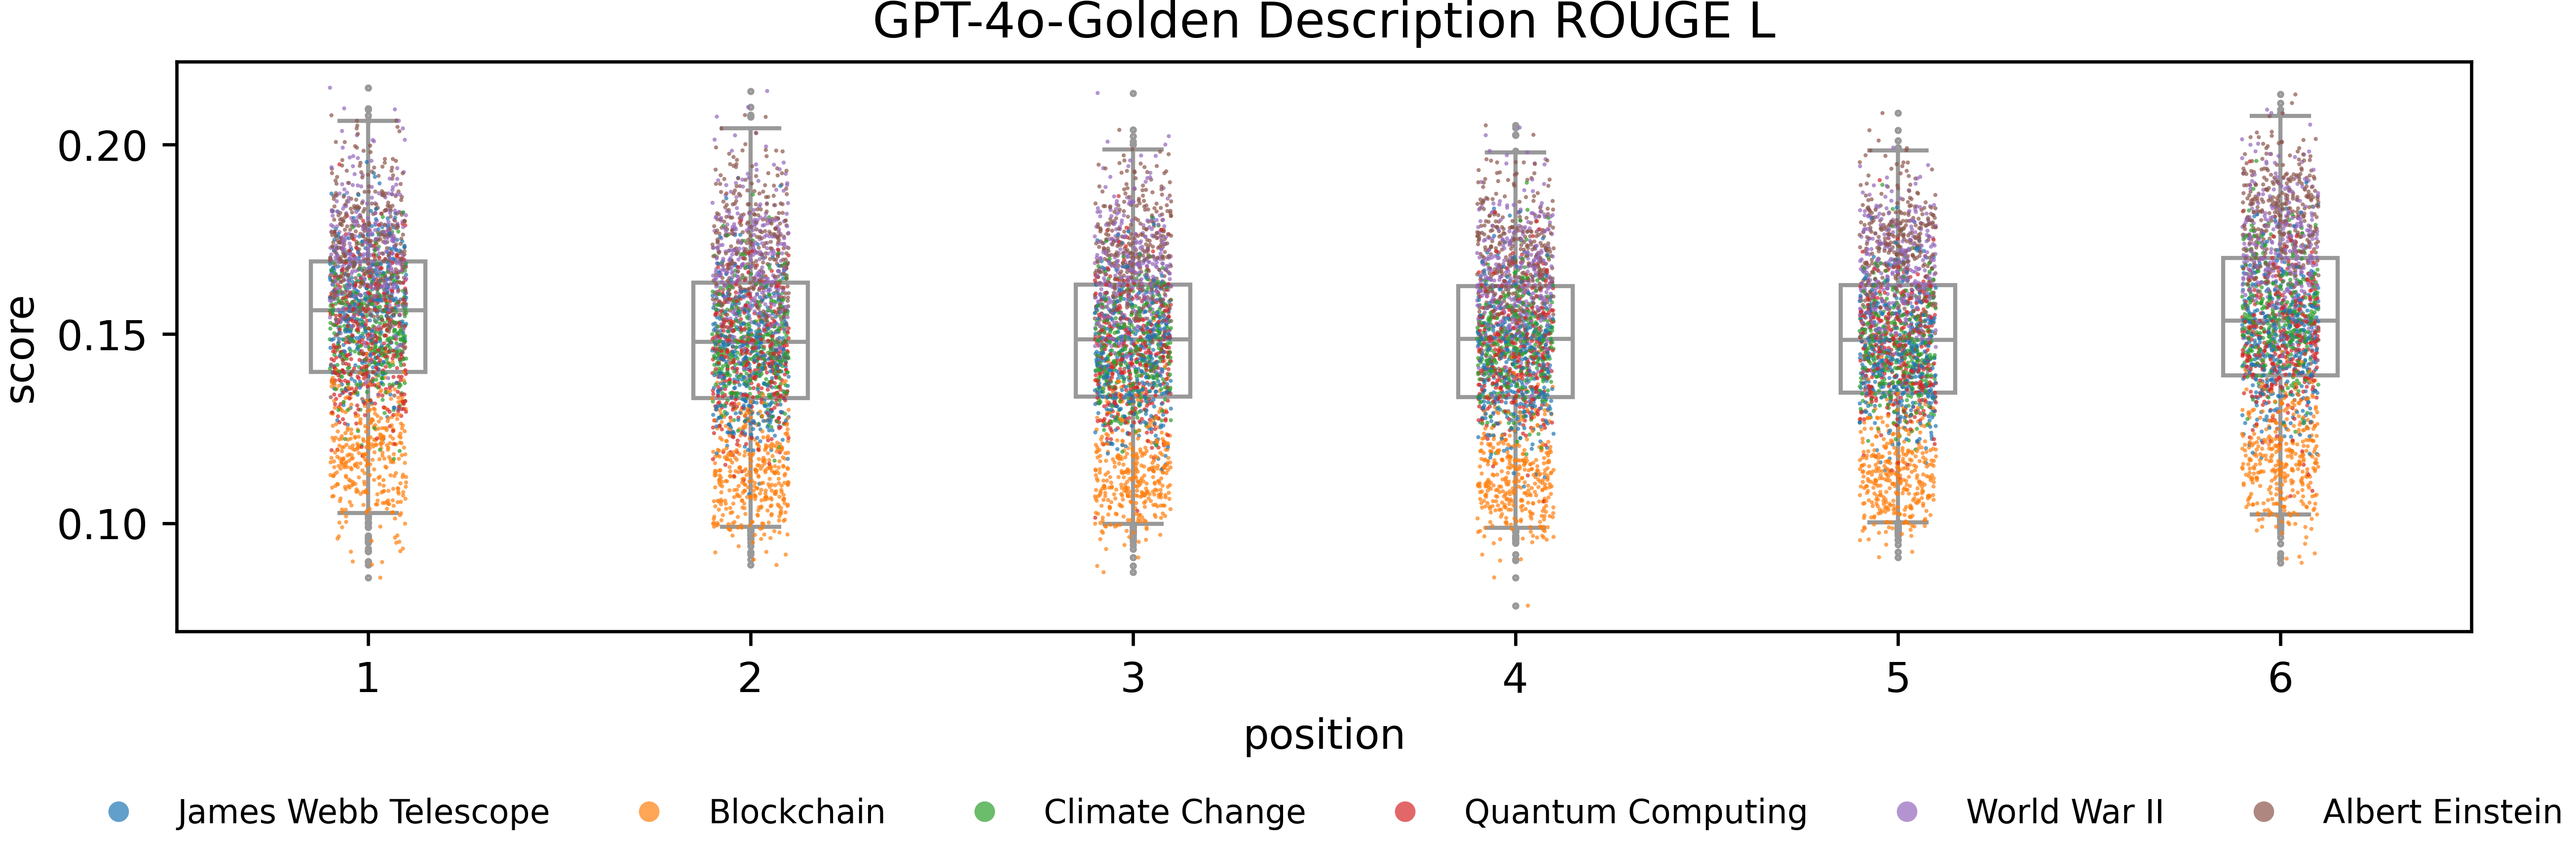 GPT-4o-Golden Description ROUGE L
score
0.20
0.15
0.10
1 2 3 4 5 6
position
James Webb Telescope Blockchain Climate Change Quantum Computing World War II Albert Einstein